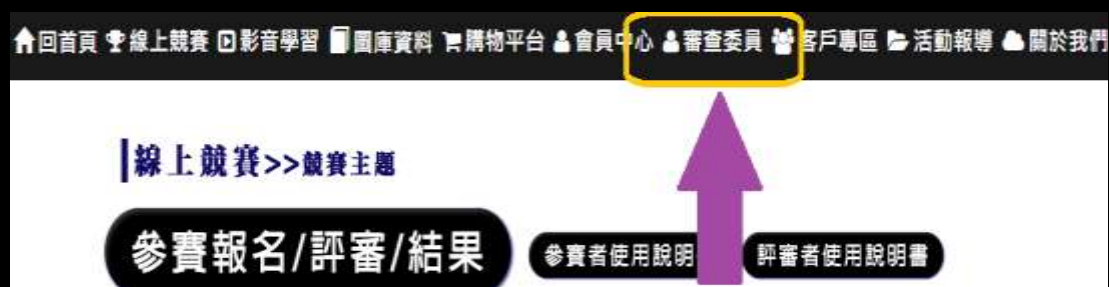 回首頁 線上競賽 影音學習 圖庫資料 購物平台 會員中心 審查委員 客戶專區 活動報導 關於我們
線上競賽>>競賽主題
參賽報名/評審/結果 參賽者使用說明 評審者使用說明書